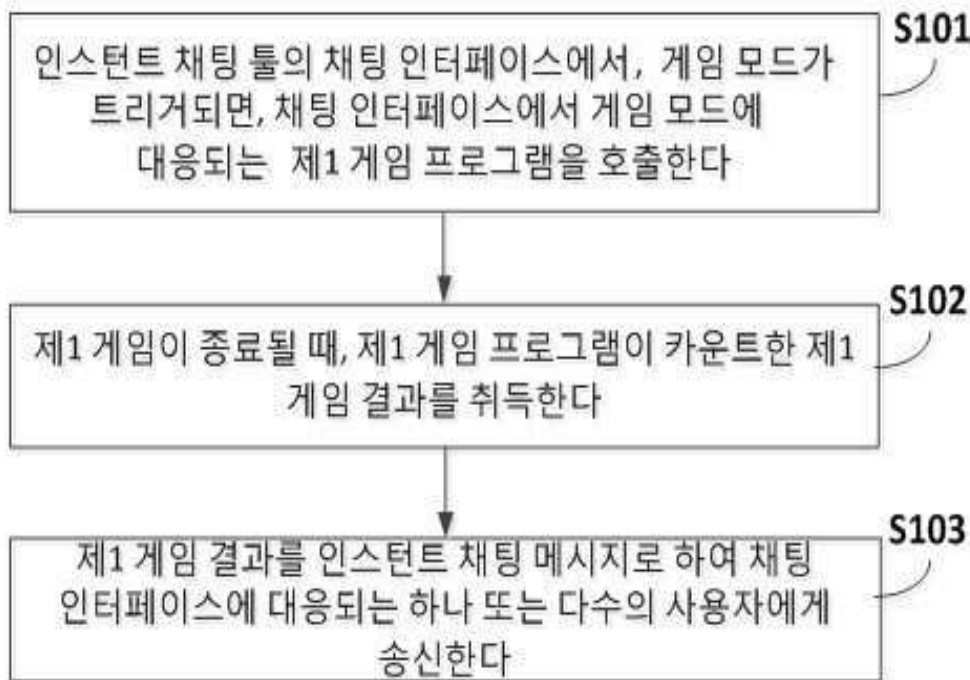 S101
인스턴트 채팅 툴의 채팅 인터페이스에서, 게임 모드가
트리거되면, 채팅 인터페이스에서 게임 모드에
대응되는 제1 게임 프로그램을 호출한다
S102
제1 게임이 종료될 때, 제1 게임 프로그램이 카운트한 제1
게임 결과를 취득한다
S103
제1 게임 결과를 인스턴트 채팅 메시지로 하여 채팅
인터페이스에 대응되는 하나 또는 다수의 사용자에게
송신한다